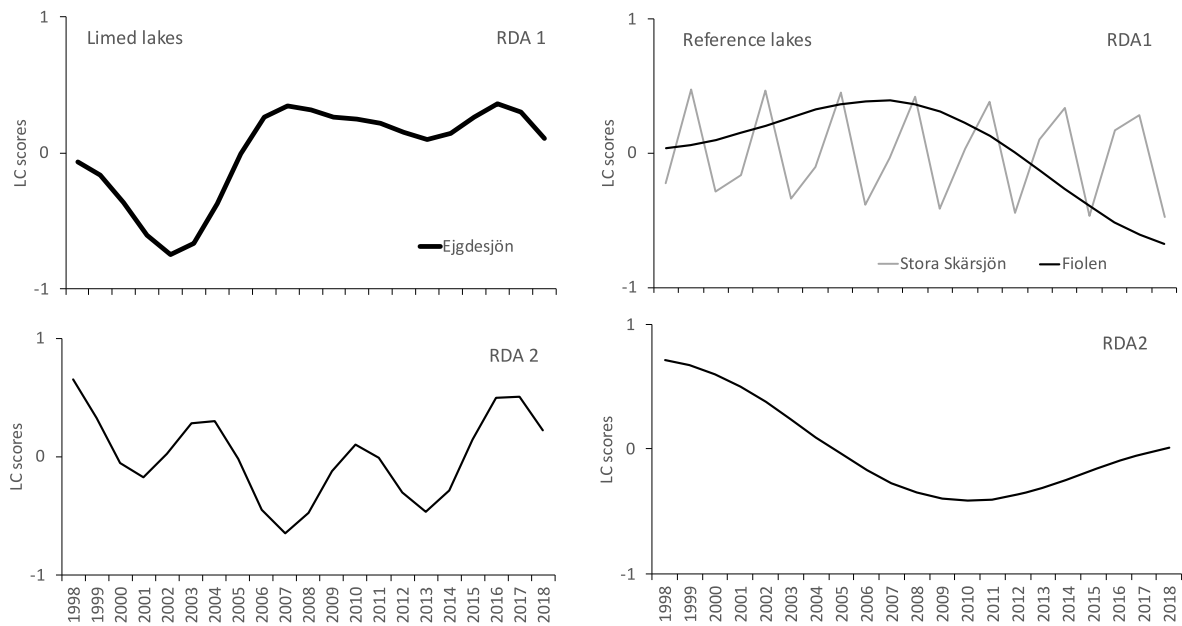 1
Limed lakes
RDA 1
LC scores
0
Ejgdesjön
-1
1
Reference lakes
RDA1
LC scores
0
Stora Skärsjön
Fiolen
-1
1
RDA 2
LC scores
0
-1
1998 1999 2000 2001 2002 2003 2004 2005 2006 2007 2008 2009 2010 2011 2012 2013 2014 2015 2016 2017 2018
1
RDA2
LC scores
0
-1
1998 1999 2000 2001 2002 2003 2004 2005 2006 2007 2008 2009 2010 2011 2012 2013 2014 2015 2016 2017 2018